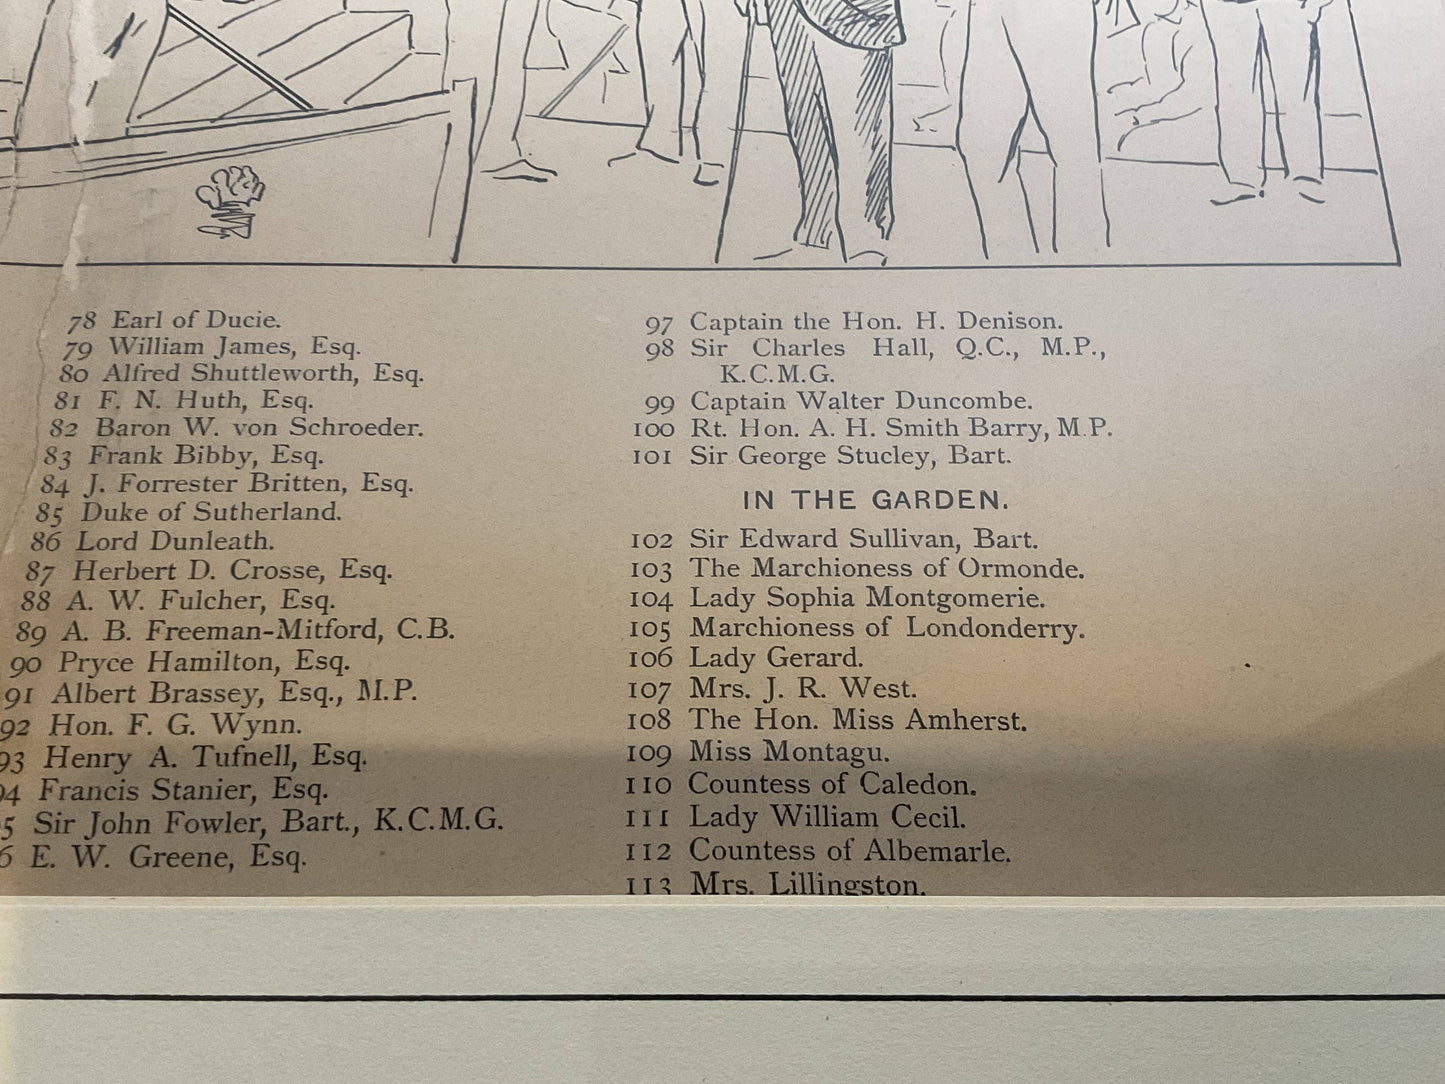 78 Earl of Ducie.
79 William James, Esq.
80 Alfred Shuttleworth, Esq.
81 F. N. Huth, Esq.
82 Baron W. von Schroeder.
83 Frank Bibby, Esq.
84 J. Forrester Britten, Esq.
85 Duke of Sutherland.
86 Lord Dunleath.
87 Herbert D. Crosse, Esq.
88 A. W. Fulcher, Esq.
89 A. B. Freeman-Mitford, C.B.
90 Pryce Hamilton, Esq.
91 Albert Brassey, Esq., M.P.
92 Hon. F. G. Wynn.
93 Henry A. Tufnell, Esq.
94 Francis Stanier, Esq.
5 Sir John Fowler, Bart., K.C.M.G.
6 E. W. Greene, Esq.
97 Captain the Hon. H. Denison.
98 Sir Charles Hall, Q.C., M.P.,
K.C.M.G.
99 Captain Walter Duncombe.
100 Rt. Hon. A. H. Smith Barry, M.P.
101 Sir George Stucley, Bart.
IN THE GARDEN.
102 Sir Edward Sullivan, Bart.
103 The Marchioness of Ormonde.
104 Lady Sophia Montgomerie.
105 Marchioness of Londonderry.
106 Lady Gerard.
107 Mrs. J. R. West.
108 The Hon. Miss Amherst.
109 Miss Montagu.
110 Countess of Caledon.
111 Lady William Cecil.
112 Countess of Albemarle.
113 Mrs. Lillingston.